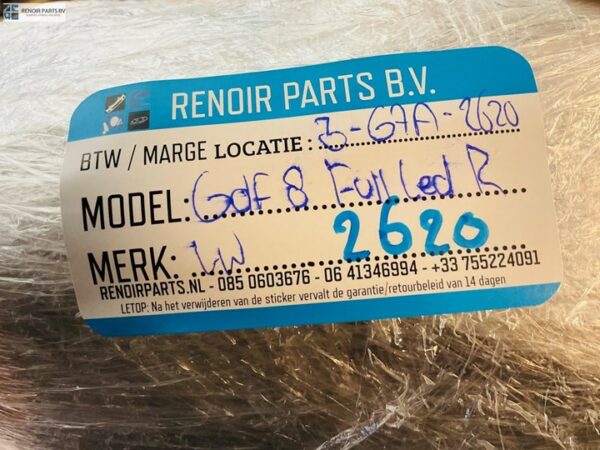 RENOIR PARTS BV
RENOIR PARTS B.V.
BTW / MARGE LOCATIE : 3-G7A-2620
MODEL: Golf 8 Full Led R
MERK: VW 2620
RENOIRPARTS.NL - 085 0603676 - 06 41346994 - +33 755224091
LETOP: Na het verwijderen van de sticker vervalt de garantie/retourbeleid van 14 dagen